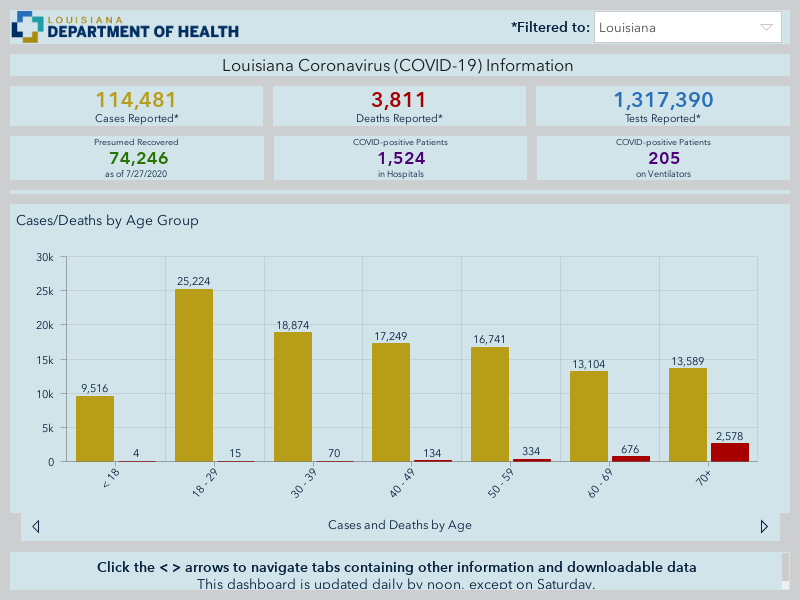 LOUISIANA
DEPARTMENT OF HEALTH
*Filtered to:
Louisiana
Louisiana Coronavirus (COVID-19) Information
114,481
Cases Reported*
3,811
Deaths Reported*
1,317,390
Tests Reported*
Presumed Recovered
74,246
as of 7/27/2020
COVID-positive Patients
1,524
in Hospitals
COVID-positive Patients
205
on Ventilators
Cases/Deaths by Age Group
30k
25k
20k
15k
10k
5k
0
9,516
4
25,224
15
18,874
70
17,249
134
16,741
334
13,104
676
13,589
2,578
< 18
18 - 29
30 - 39
40 - 49
50 - 59
60 - 69
70+
Cases and Deaths by Age
Click the < > arrows to navigate tabs containing other information and downloadable data
This dashboard is updated daily by noon, except on Saturday.